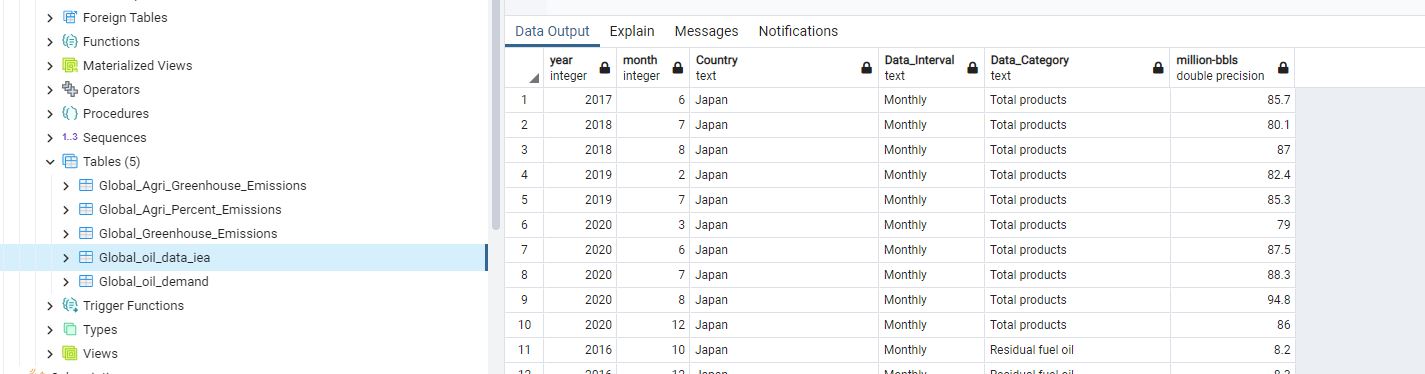 Foreign Tables
Functions
Materialized Views
Operators
Procedures
1..3 Sequences
Tables (5)
Global_Agri_Greenhouse_Emissions
Global_Agri_Percent_Emissions
Global_Greenhouse_Emissions
Global_oil_data_iea
Global_oil_demand
Trigger Functions
Types
Views
Data Output Explain Messages Notifications
year month Country Data_Interval Data_Category million-bbls
integer integer text text text double precision
1 2017 6 Japan Monthly Total products 85.7
2 2018 7 Japan Monthly Total products 80.1
3 2018 8 Japan Monthly Total products 87
4 2019 2 Japan Monthly Total products 82.4
5 2019 7 Japan Monthly Total products 85.3
6 2020 3 Japan Monthly Total products 79
7 2020 6 Japan Monthly Total products 87.5
8 2020 7 Japan Monthly Total products 88.3
9 2020 8 Japan Monthly Total products 94.8
10 2020 12 Japan Monthly Total products 86
11 2016 10 Japan Monthly Residual fuel oil 8.2
12 2016 12 Japan Monthly Residual fuel oil